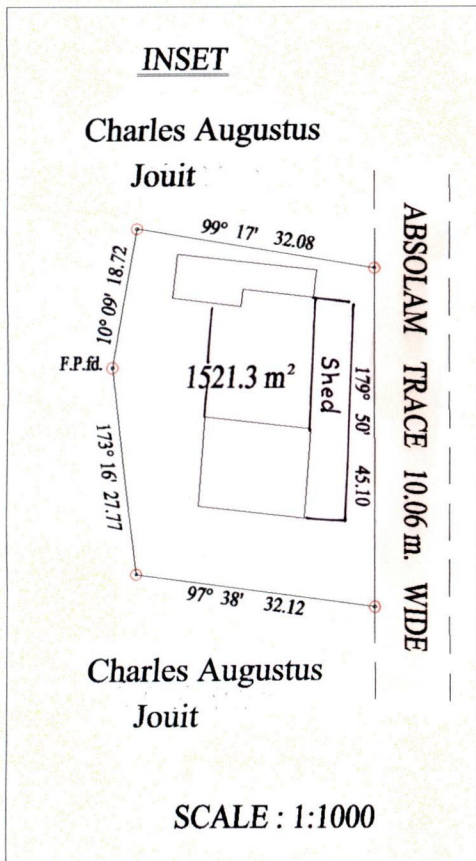 INSET
Charles Augustus
Jouit
99° 17' 32.08
10°09' 18.72
F.P.fd.
1521.3 m²
Shed
179° 50' 45.10
ABSOLAM TRACE 10.06 m. WIDE
173° 16' 27.77
97° 38' 32.12
Charles Augustus
Jouit
SCALE : 1:1000